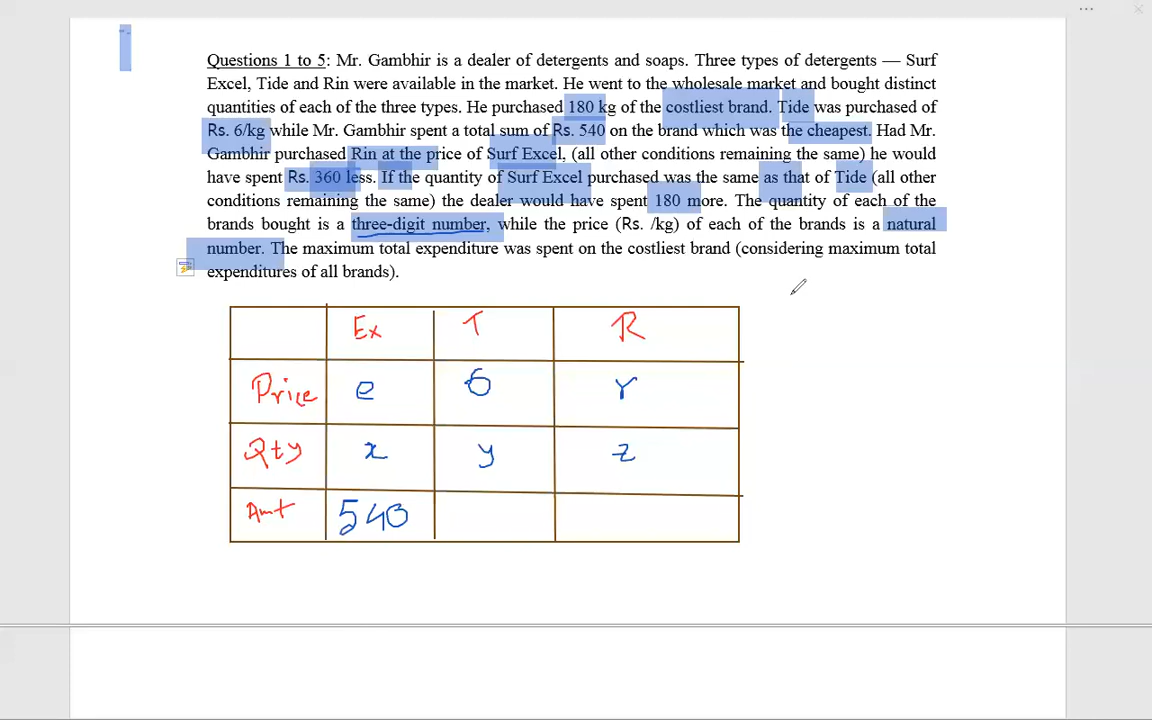 Questions 1 to 5: Mr. Gambhir is a dealer of detergents and soaps. Three types of detergents — Surf
Excel, Tide and Rin were available in the market. He went to the wholesale market and bought distinct
quantities of each of the three types. He purchased 180 kg of the costliest brand. Tide was purchased of
Rs. 6/kg while Mr. Gambhir spent a total sum of Rs. 540 on the brand which was the cheapest. Had Mr.
Gambhir purchased Rin at the price of Surf Excel, (all other conditions remaining the same) he would
have spent Rs. 360 less. If the quantity of Surf Excel purchased was the same as that of Tide (all other
conditions remaining the same) the dealer would have spent 180 more. The quantity of each of the
brands bought is a three-digit number, while the price (Rs. /kg) of each of the brands is a natural
number. The maximum total expenditure was spent on the costliest brand (considering maximum total
expenditures of all brands).
Ex T R
Price e 6 r
Qty x y z
Amt 540